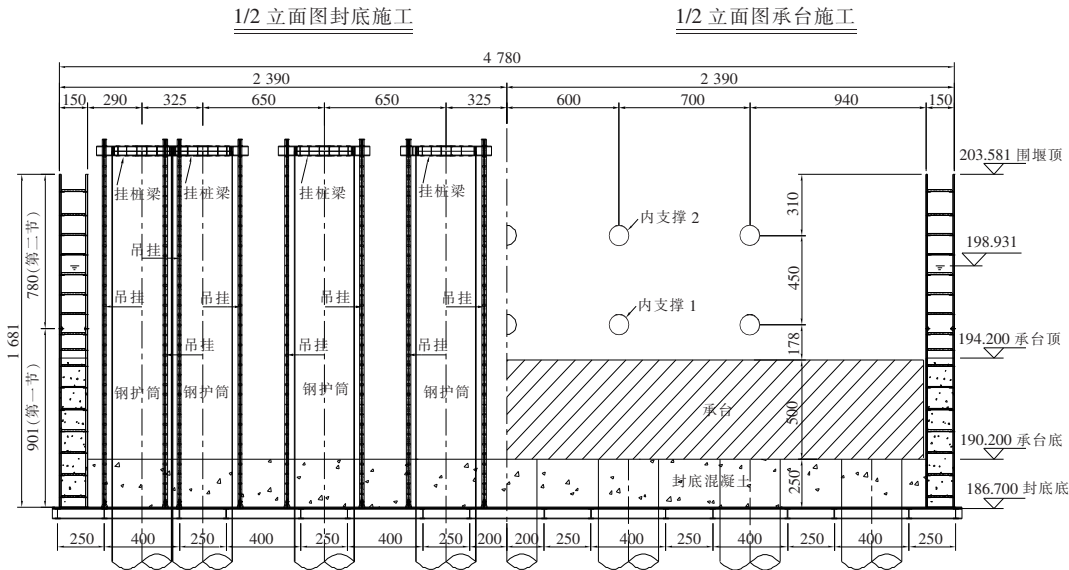 1/2 立面图封底施工
1/2 立面图承台施工
4 780
2 390
2 390
150
290
325
650
650
325
600
700
940
150
203.581 围堰顶
挂桩梁
挂桩梁
挂桩梁
挂桩梁
310
内支撑 2
780(第二节)
吊挂
198.931
450
吊挂
吊挂
吊挂
吊挂
内支撑 1
1 681
178
194.200 承台顶
吊挂
吊挂
吊挂
901(第一节)
钢护筒
钢护筒
钢护筒
钢护筒
承台
500
190.200 承台底
封底混凝土
250
186.700 封底底
250
400
250
400
250
400
250
200
200
250
400
250
400
250
400
250